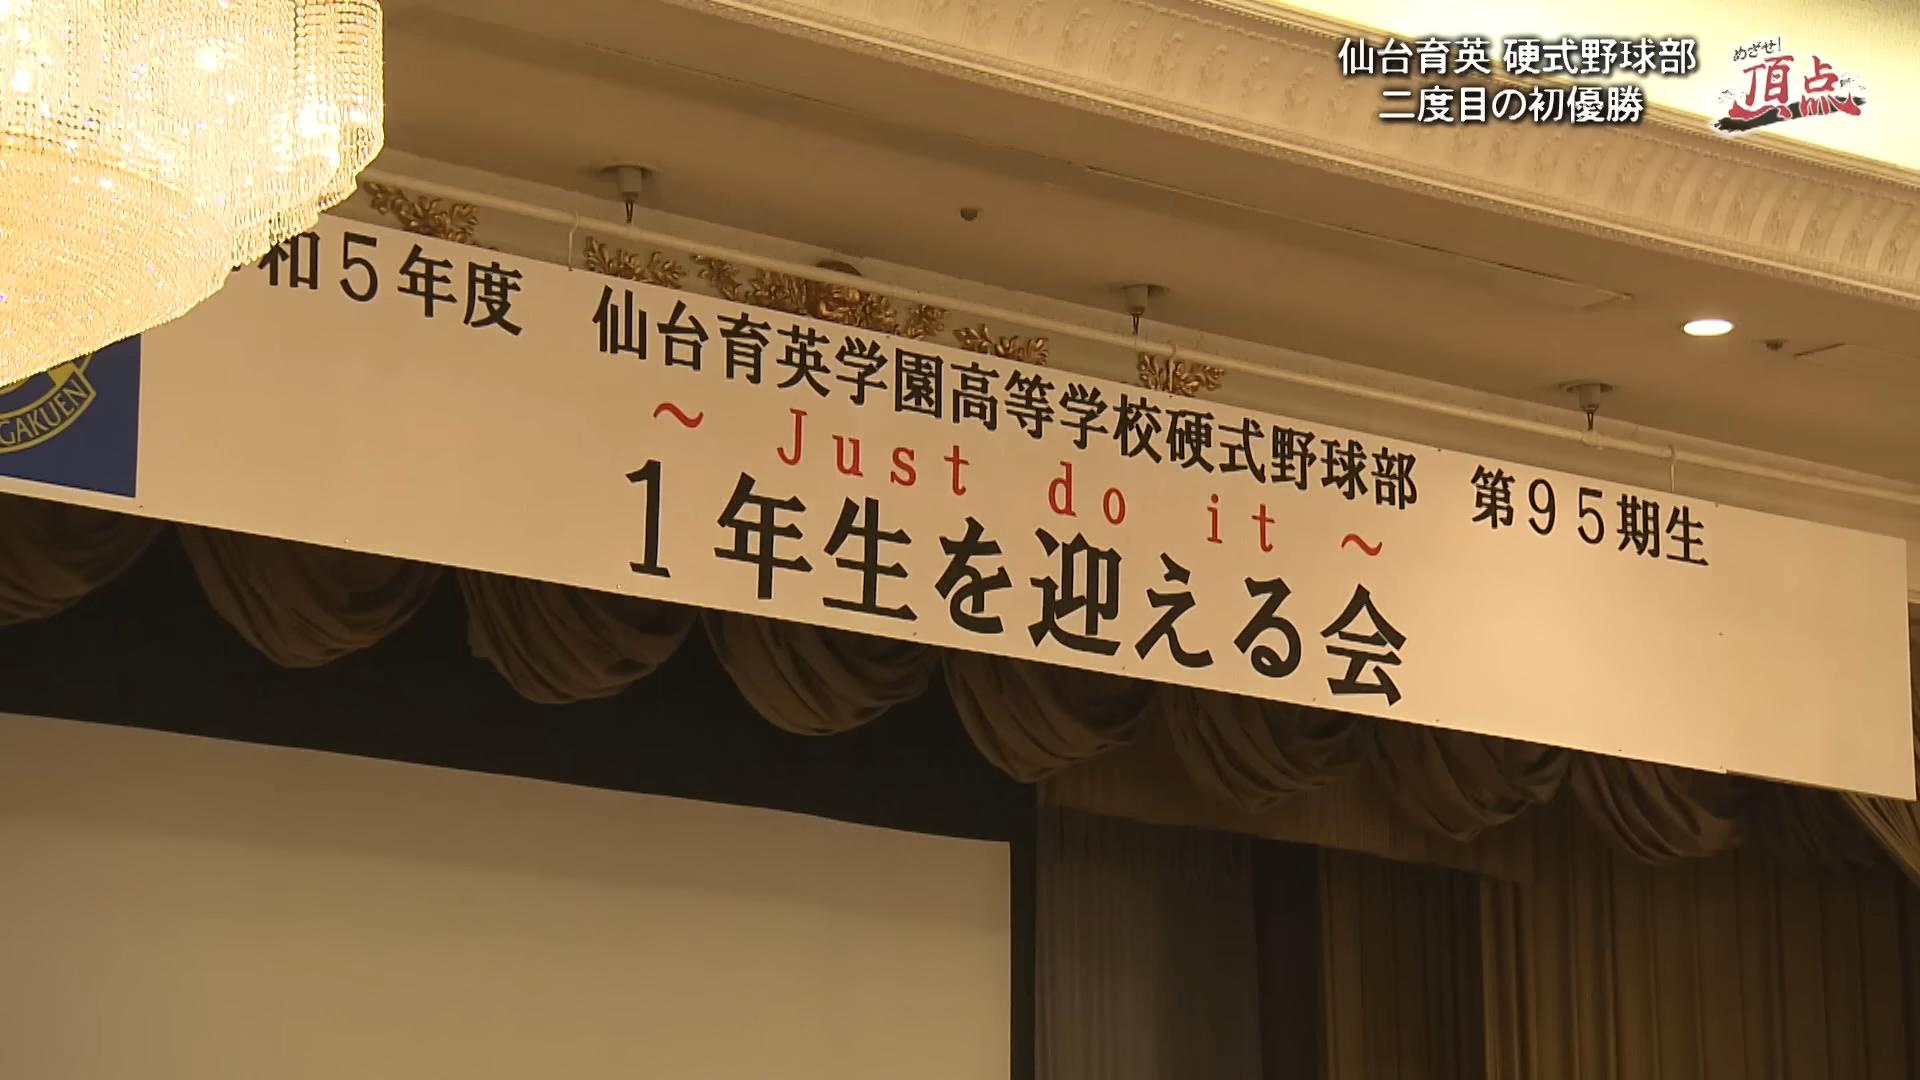 仙台育英 硬式野球部
二度目の初優勝
めざせ!
頂点
和5年度 仙台育英学園高等学校硬式野球部 第95期生
~ Just do it ~
1年生を迎える会
GAKUEN